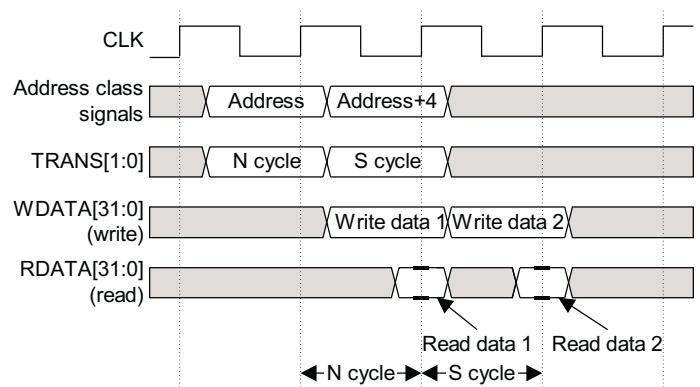 CLK
Address class
signals
Address
Address+4
TRANS[1:0]
N cycle
S cycle
WDATA[31:0]
(write)
Write data 1
Write data 2
RDATA[31:0]
(read)
Read data 1
Read data 2
N cycle
S cycle